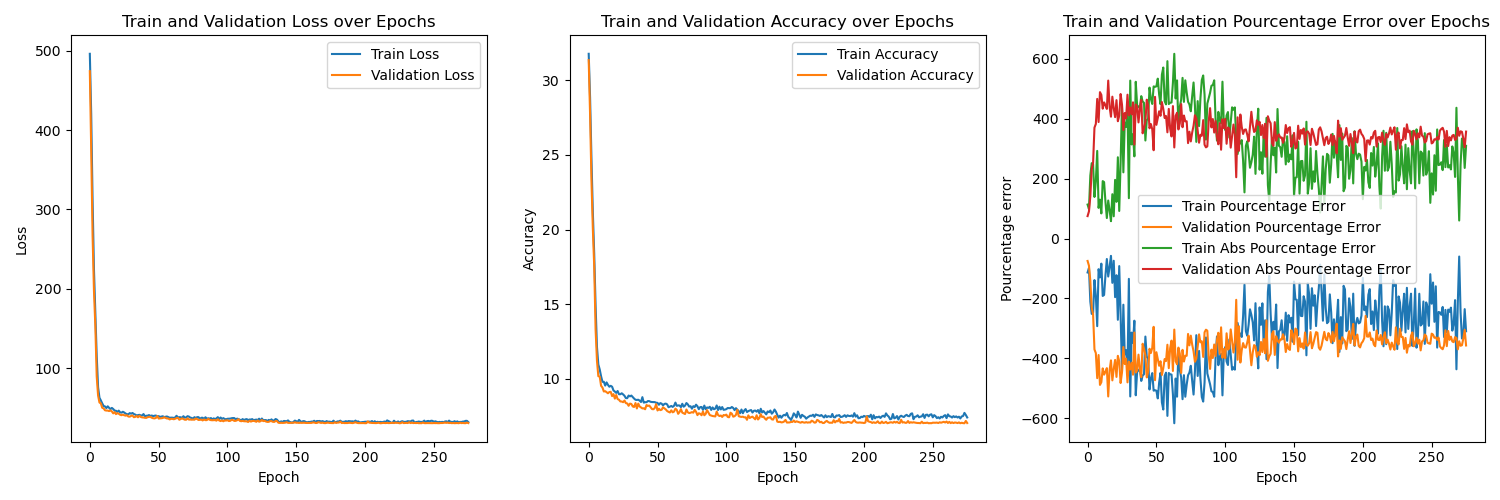 Train and Validation Loss over Epochs
Train Loss
Validation Loss
Loss
500
400
300
200
100
0
50
100
150
200
250
Epoch
Train and Validation Accuracy over Epochs
Train Accuracy
Validation Accuracy
Accuracy
30
25
20
15
10
0
50
100
150
200
250
Epoch
Train and Validation Pourcentage Error over Epochs
Train Pourcentage Error
Validation Pourcentage Error
Train Abs Pourcentage Error
Validation Abs Pourcentage Error
Pourcentage error
600
400
200
0
−200
−400
−600
0
50
100
150
200
250
Epoch